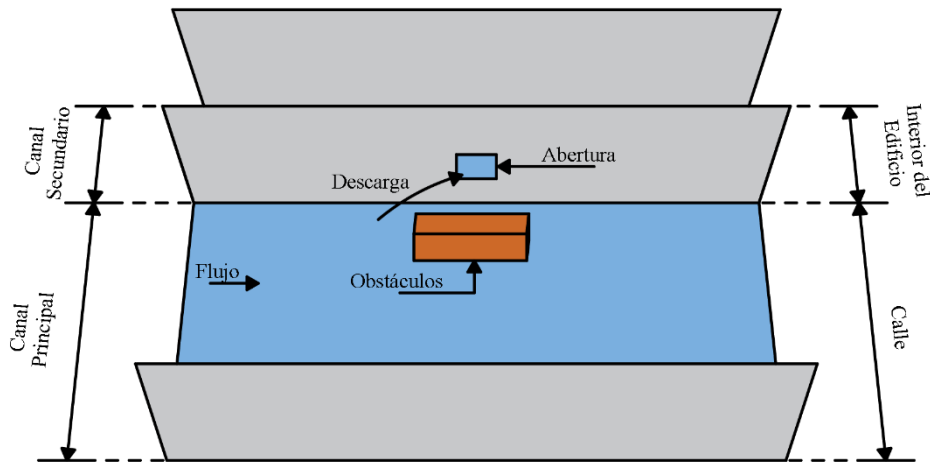 Canal
Secundario
Interior del
Edificio
Abertura
Descarga
Flujo
Obstáculos
Canal
Principal
Calle